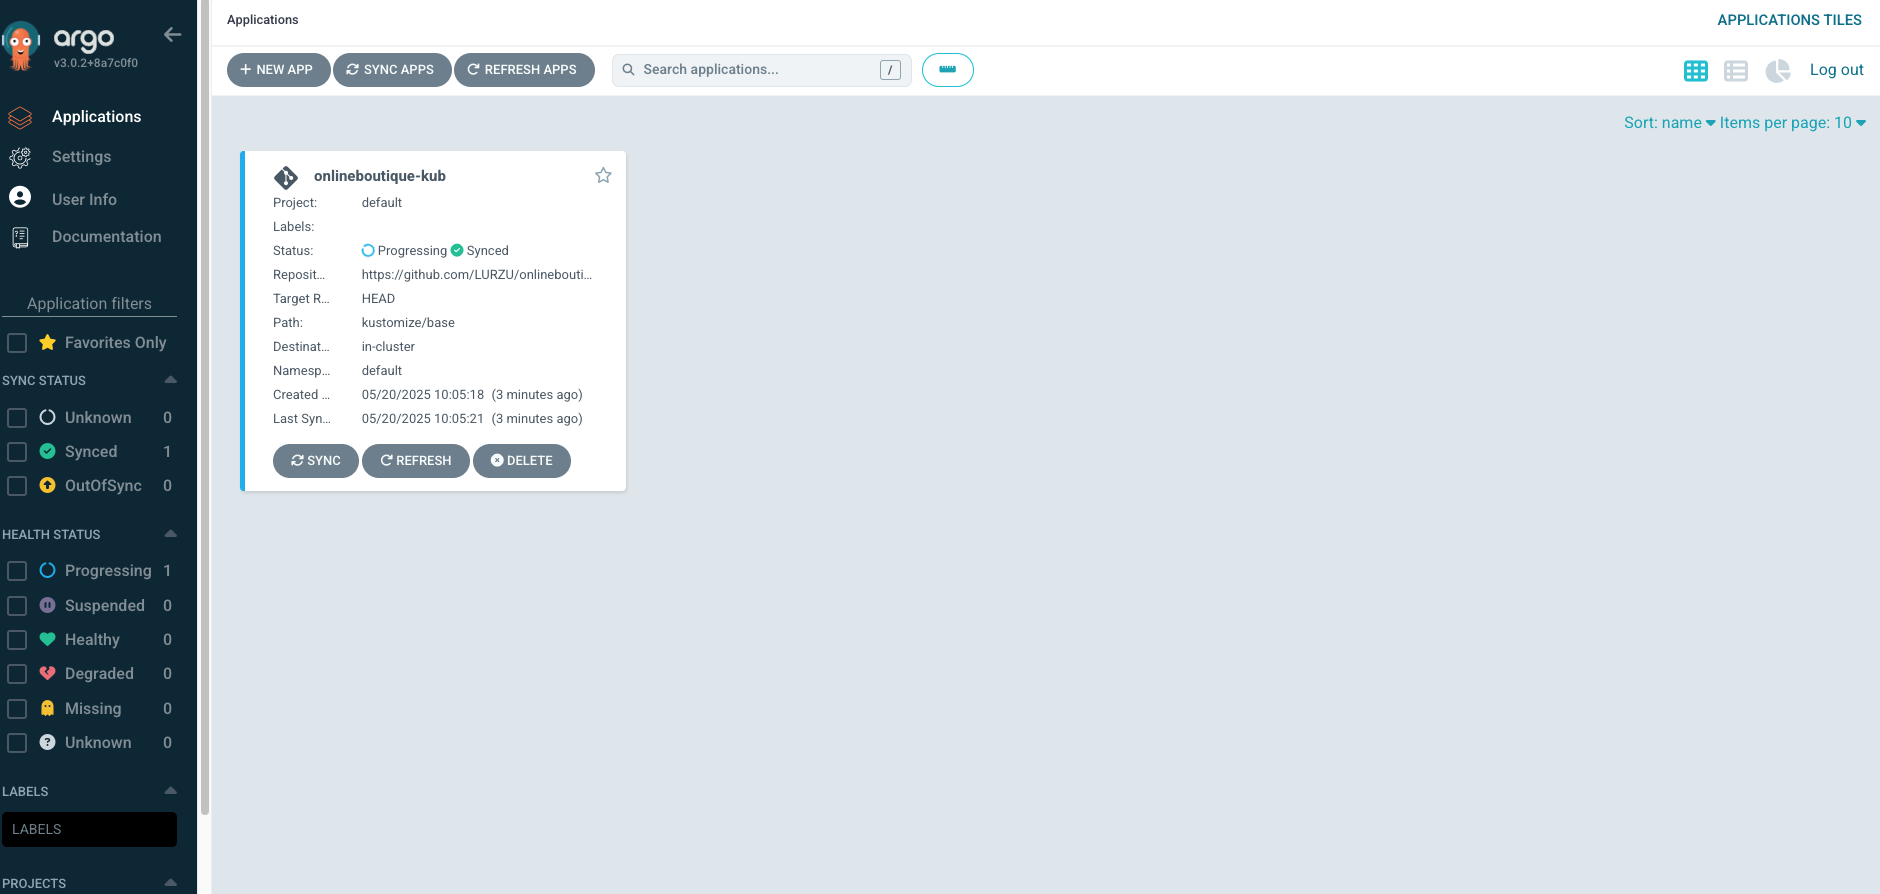 argo
v3.0.2+8a7c0f0
Applications
Settings
User Info
Documentation
Application filters
Favorites Only
SYNC STATUS
Unknown 0
Synced 1
OutOfSync 0
HEALTH STATUS
Progressing 1
Suspended 0
Healthy 0
Degraded 0
Missing 0
Unknown 0
LABELS
LABELS
PROJECTS
Applications
APPLICATIONS TILES
NEW APP SYNC APPS REFRESH APPS Search applications... / Log out
Sort: name Items per page: 10
onlineboutique-kub
Project: default
Labels:
Status: Progressing Synced
Reposit... https://github.com/LURZU/onlinebouti...
Target R... HEAD
Path: kustomize/base
Destinat... in-cluster
Namesp... default
Created ... 05/20/2025 10:05:18 (3 minutes ago)
Last Syn... 05/20/2025 10:05:21 (3 minutes ago)
SYNC REFRESH DELETE